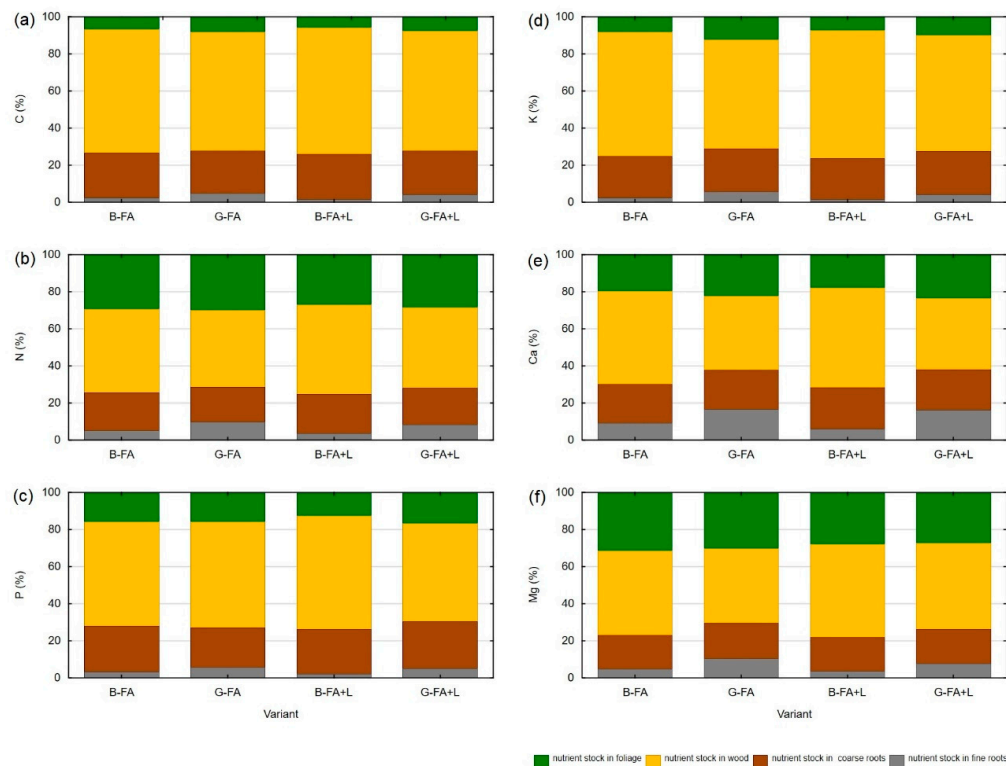 (a)
100
80
60
40
20
0
C (%)
B-FA G-FA B-FA+L G-FA+L
(b)
100
80
60
40
20
0
N (%)
B-FA G-FA B-FA+L G-FA+L
(c)
100
80
60
40
20
0
P (%)
B-FA G-FA B-FA+L G-FA+L
Variant
(d)
100
80
60
40
20
0
K (%)
B-FA G-FA B-FA+L G-FA+L
(e)
100
80
60
40
20
0
Ca (%)
B-FA G-FA B-FA+L G-FA+L
(f)
100
80
60
40
20
0
Mg (%)
B-FA G-FA B-FA+L G-FA+L
Variant
nutrient stock in foliage nutrient stock in wood nutrient stock in coarse roots nutrient stock in fine roots